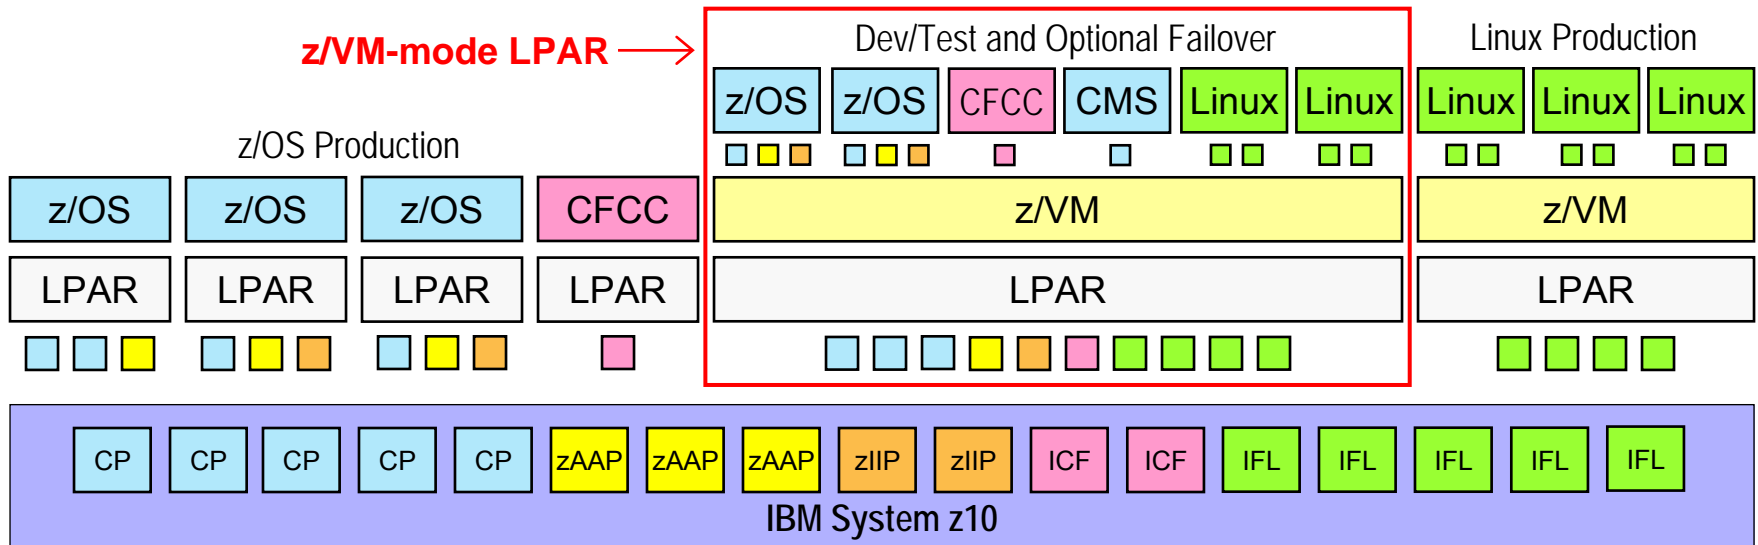 z/VM-mode LPAR
Dev/Test and Optional Failover
Linux Production
z/OS z/OS CFCC CMS Linux Linux Linux Linux Linux
z/OS Production
z/OS z/OS z/OS CFCC z/VM z/VM
LPAR LPAR LPAR LPAR LPAR LPAR
CP CP CP CP CP zAAP zAAP zAAP zIIP zIIP ICF ICF IFL IFL IFL IFL IFL
IBM System z10